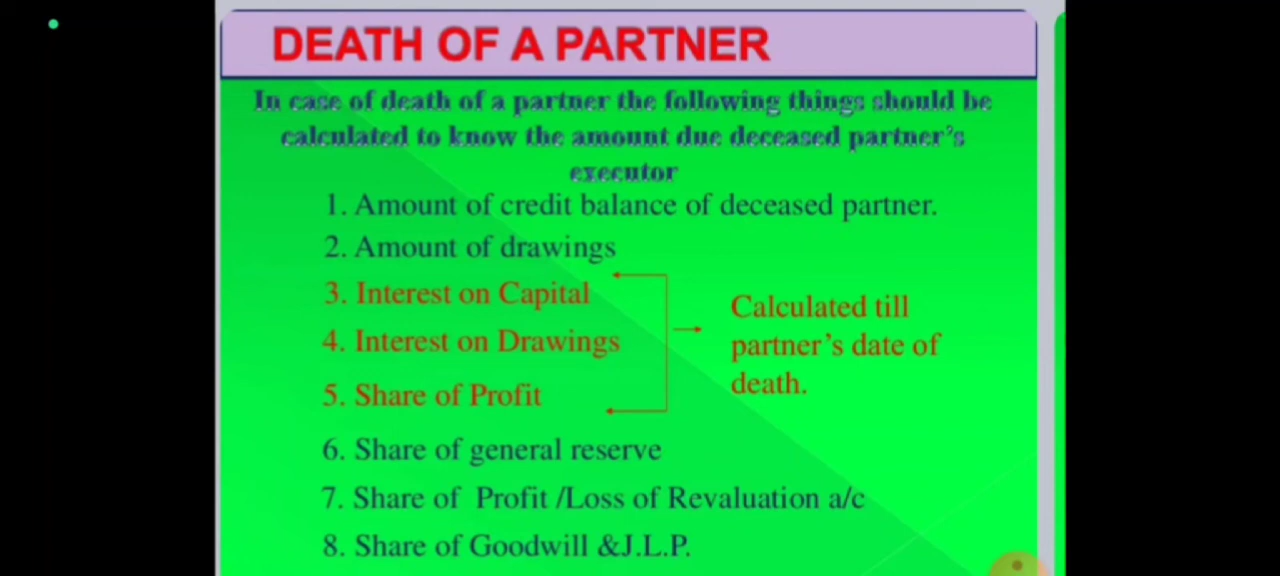 DEATH OF A PARTNER
In case of death of a partner the following things should be
calculated to know the amount due deceased partner's
executor
1. Amount of credit balance of deceased partner.
2. Amount of drawings
3. Interest on Capital
4. Interest on Drawings
5. Share of Profit
Calculated till
partner's date of
death.
6. Share of general reserve
7. Share of Profit /Loss of Revaluation a/c
8. Share of Goodwill &J.L.P.